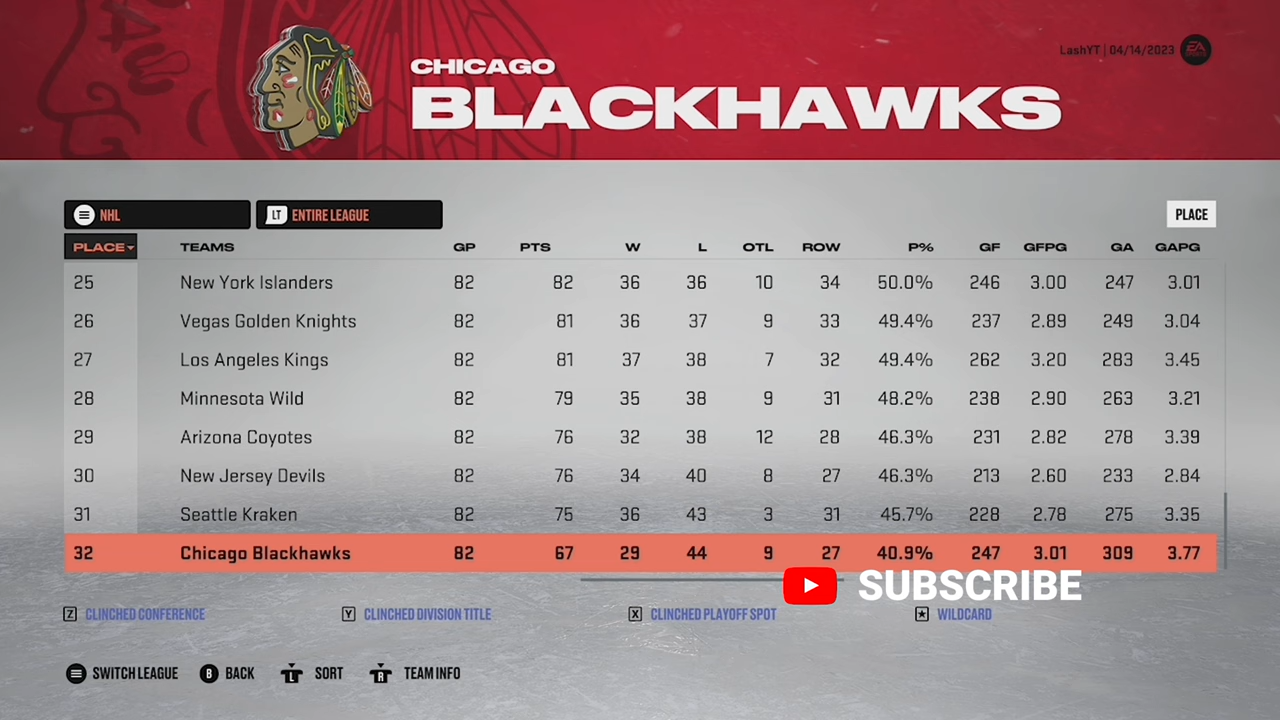 CHICAGO
BLACKHAWKS
LashYT | 04/14/2023 EA
NHL LT ENTIRE LEAGUE PLACE
PLACE TEAMS GP PTS W L OTL ROW P% GF GFPG GA GAPG
25 New York Islanders 82 82 36 36 10 34 50.0% 246 3.00 247 3.01
26 Vegas Golden Knights 82 81 36 37 9 33 49.4% 237 2.89 249 3.04
27 Los Angeles Kings 82 81 37 38 7 32 49.4% 262 3.20 283 3.45
28 Minnesota Wild 82 79 35 38 9 31 48.2% 238 2.90 263 3.21
29 Arizona Coyotes 82 76 32 38 12 28 46.3% 231 2.82 278 3.39
30 New Jersey Devils 82 76 34 40 8 27 46.3% 213 2.60 233 2.84
31 Seattle Kraken 82 75 36 43 3 31 45.7% 228 2.78 275 3.35
32 Chicago Blackhawks 82 67 29 44 9 27 40.9% 247 3.01 309 3.77
SUBSCRIBE
Z CLINCHED CONFERENCE Y CLINCHED DIVISION TITLE X CLINCHED PLAYOFF SPOT ★ WILDCARD
SWITCH LEAGUE B BACK L SORT R TEAM INFO